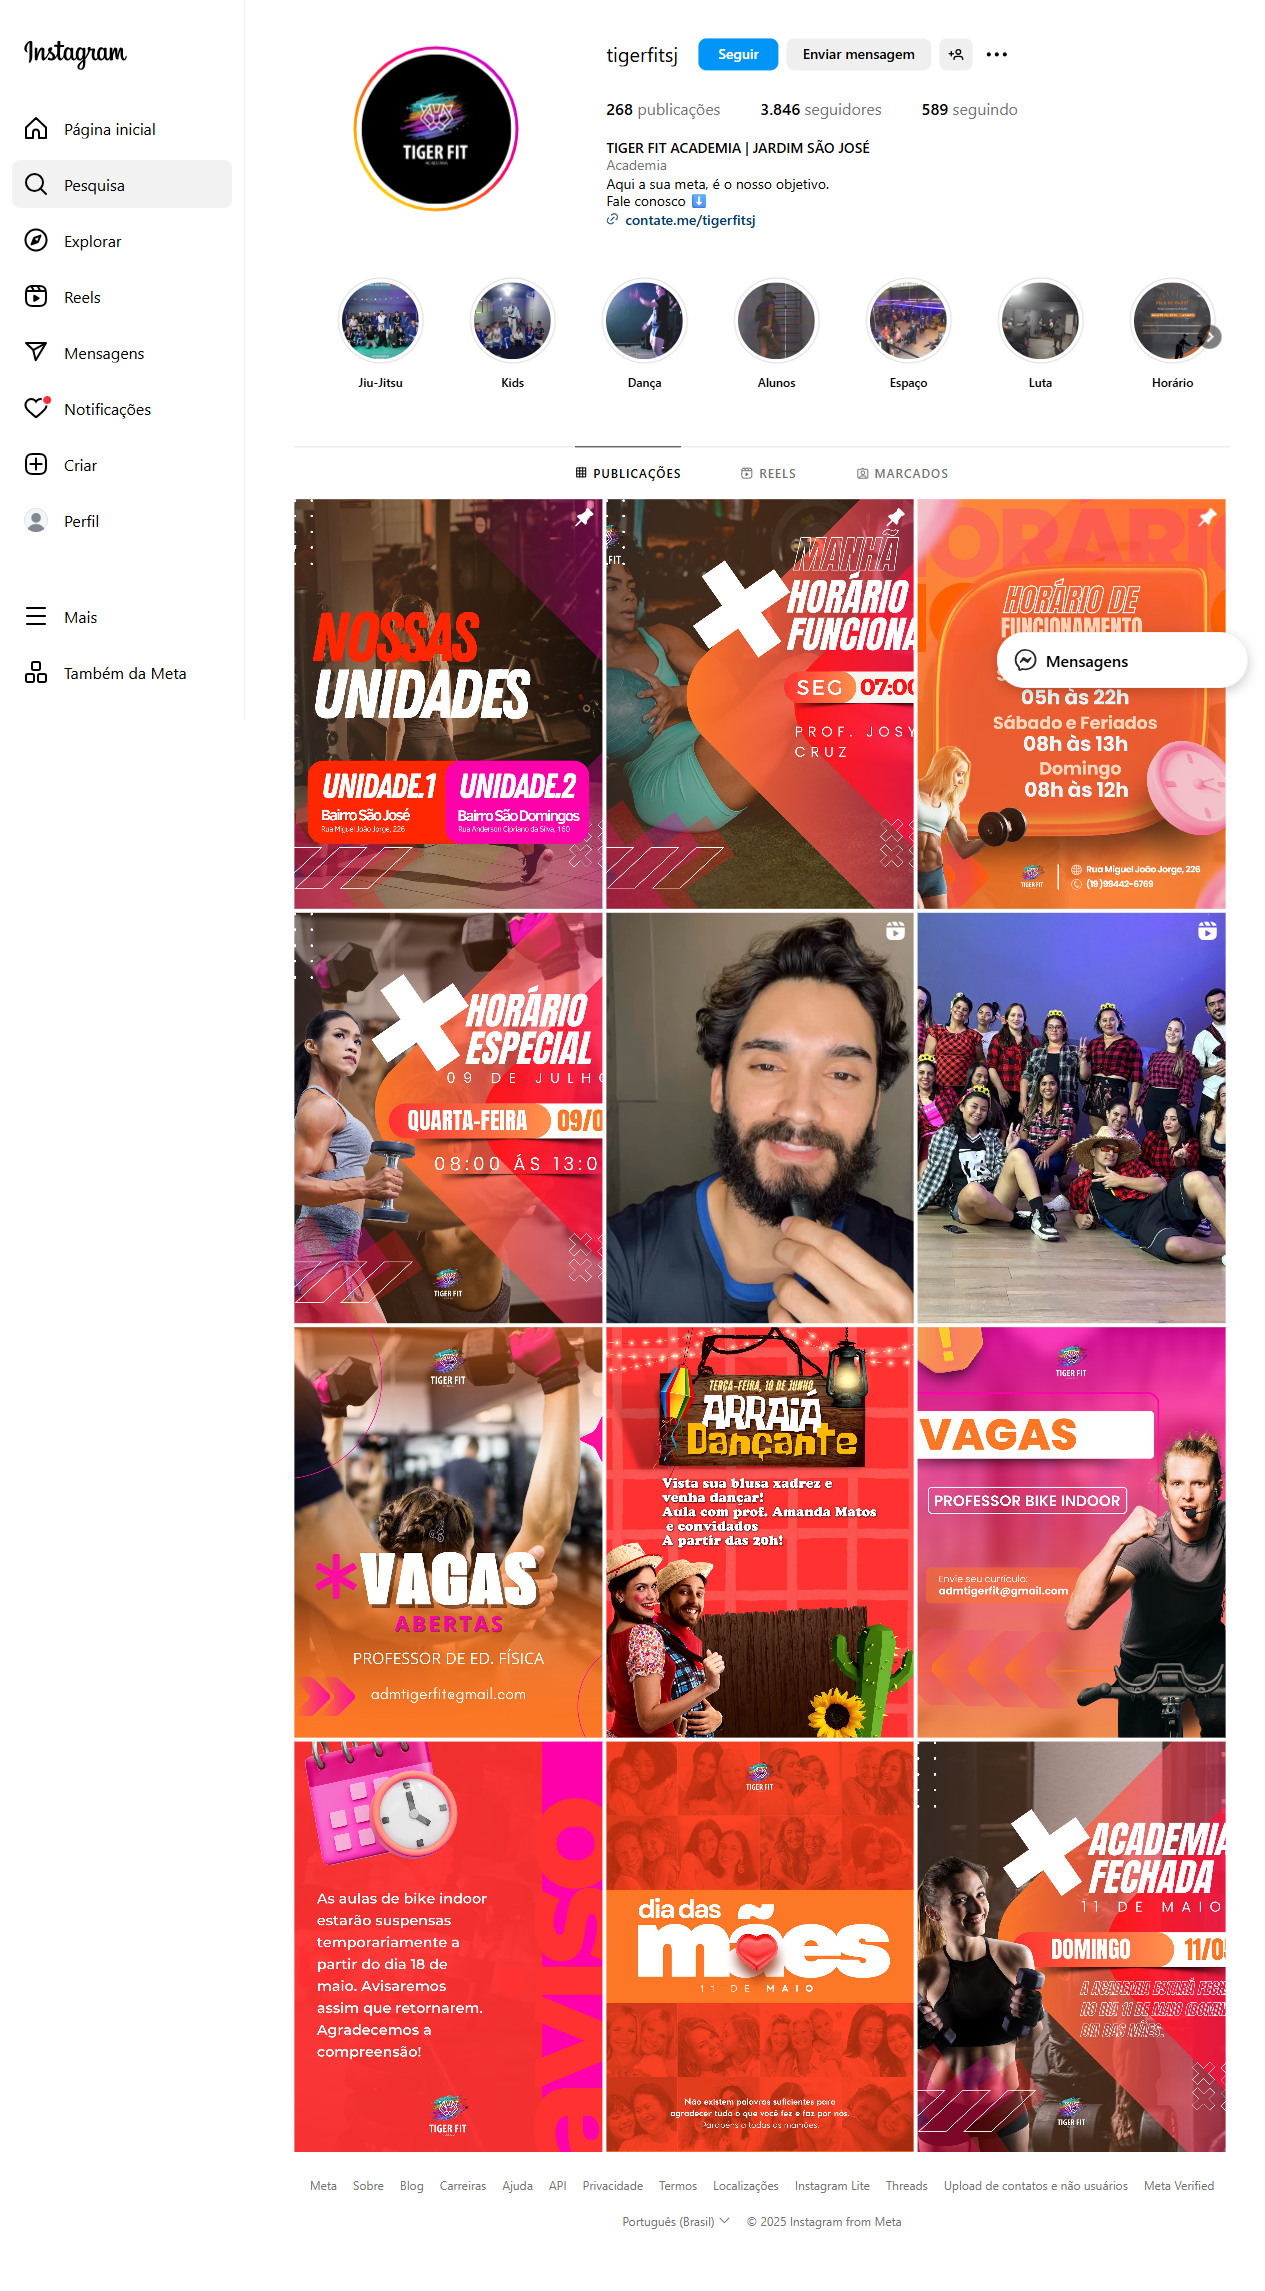 Instagram
Página inicial
Pesquisa
Explorar
Reels
Mensagens
Notificações
Criar
Perfil
Mais
Também da Meta
TIGER FIT
tigerfitsj
Seguir
Enviar mensagem
268 publicações
3.846 seguidores
589 seguindo
TIGER FIT ACADEMIA | JARDIM SÃO JOSÉ
Academia
Aqui a sua meta, é o nosso objetivo.
Fale conosco ⬇️
contate.me/tigerfitsj
Jiu-Jitsu
Kids
Dança
Alunos
Espaço
Luta
Horário
PUBLICAÇÕES
REELS
MARCADOS
NOSSAS
UNIDADES
UNIDADE.1
Bairro São José
Rua Miguel João Jorge, 226
UNIDADE.2
Bairro São Domingos
Rua Anderson Cipriano da Silva, 160
MANHÃ
HORÁRIO
FUNCIONA
SEG 07:00
PROF. JOSY
CRUZ
HORÁRIO DE
FUNCIONAMENTO
05h às 22h
Sábado e Feriados
08h às 13h
Domingo
08h às 12h
TIGER FIT
Rua Miguel João Jorge, 226
(19)99442-6769
Mensagens
HORÁRIO
ESPECIAL
09 DE JULHO
QUARTA-FEIRA 09/0
08:00 ÁS 13:0
TIGER FIT
TIGER FIT
*VAGAS
ABERTAS
PROFESSOR DE ED. FÍSICA
admtigerfit@gmail.com
TERÇA-FEIRA, 10 DE JUNHO
ARRAIÁ
Dançante
Vista sua blusa xadrez e
venha dançar!
Aula com prof. Amanda Matos
e convidados
A partir das 20h!
TIGER FIT
VAGAS
PROFESSOR BIKE INDOOR
Envie seu currículo:
admtigerfit@gmail.com
As aulas de bike indoor
estarão suspensas
temporariamente a
partir do dia 18 de
maio. Avisaremos
assim que retornarem.
Agradecemos a
compreensão!
aviso
TIGER FIT
TIGER FIT
dia das
mães
11 DE MAIO
Não existem palavras suficientes para
agradecer tudo o que você fez e faz por nós.
Parabéns a todas as mamães.
ACADEMIA
FECHADA
11 DE MAIO
DOMINGO 11/05
A ACADEMIA ESTARÁ FECH
NO DIA 11 DE MAIO
DIA DAS MÃES.
TIGER FIT
Meta
Sobre
Blog
Carreiras
Ajuda
API
Privacidade
Termos
Localizações
Instagram Lite
Threads
Upload de contatos e não usuários
Meta Verified
Português (Brasil)
© 2025 Instagram from Meta